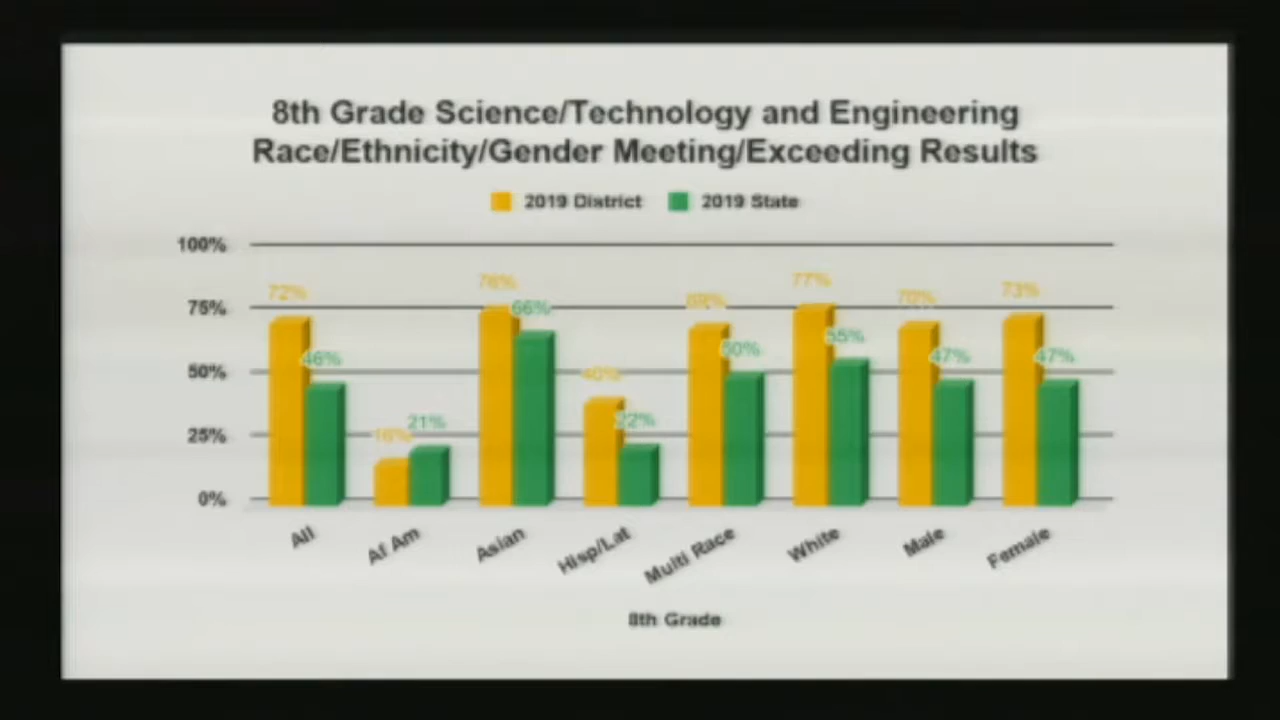 8th Grade Science/Technology and Engineering
Race/Ethnicity/Gender Meeting/Exceeding Results
2019 District 2019 State
100%
75%
50%
25%
0%
72% 46%
16% 21%
76% 66%
40% 22%
69% 50%
77% 55%
70% 47%
73% 47%
All Af Am Asian Hisp/Lat Multi Race White Male Female
8th Grade